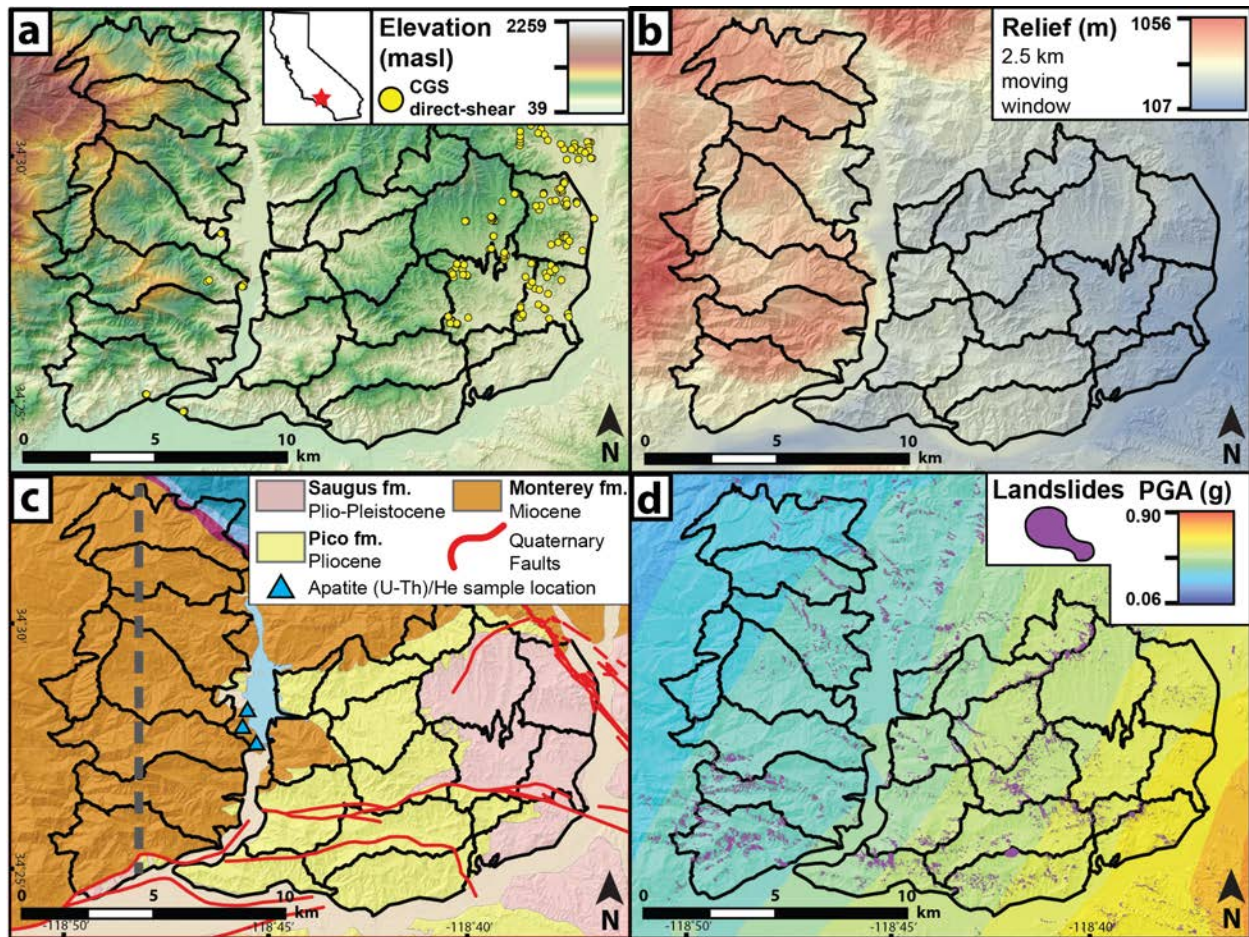 a
Elevation
(masl)
2259
39
CGS
direct-shear
34°30'
34°25'
0
5
10
km
N
b
Relief (m)
2.5 km
moving
window
1056
107
0
5
10
km
N
c
Saugus fm.
Plio-Pleistocene
Monterey fm.
Miocene
Pico fm.
Pliocene
Quaternary
Faults
Apatite (U-Th)/He sample location
34°30'
34°25'
0
5
10
km
N
-118°50'
-118°45'
-118°40'
d
Landslides
PGA (g)
0.90
0.06
0
5
10
km
N
-118°50'
-118°45'
-118°40'